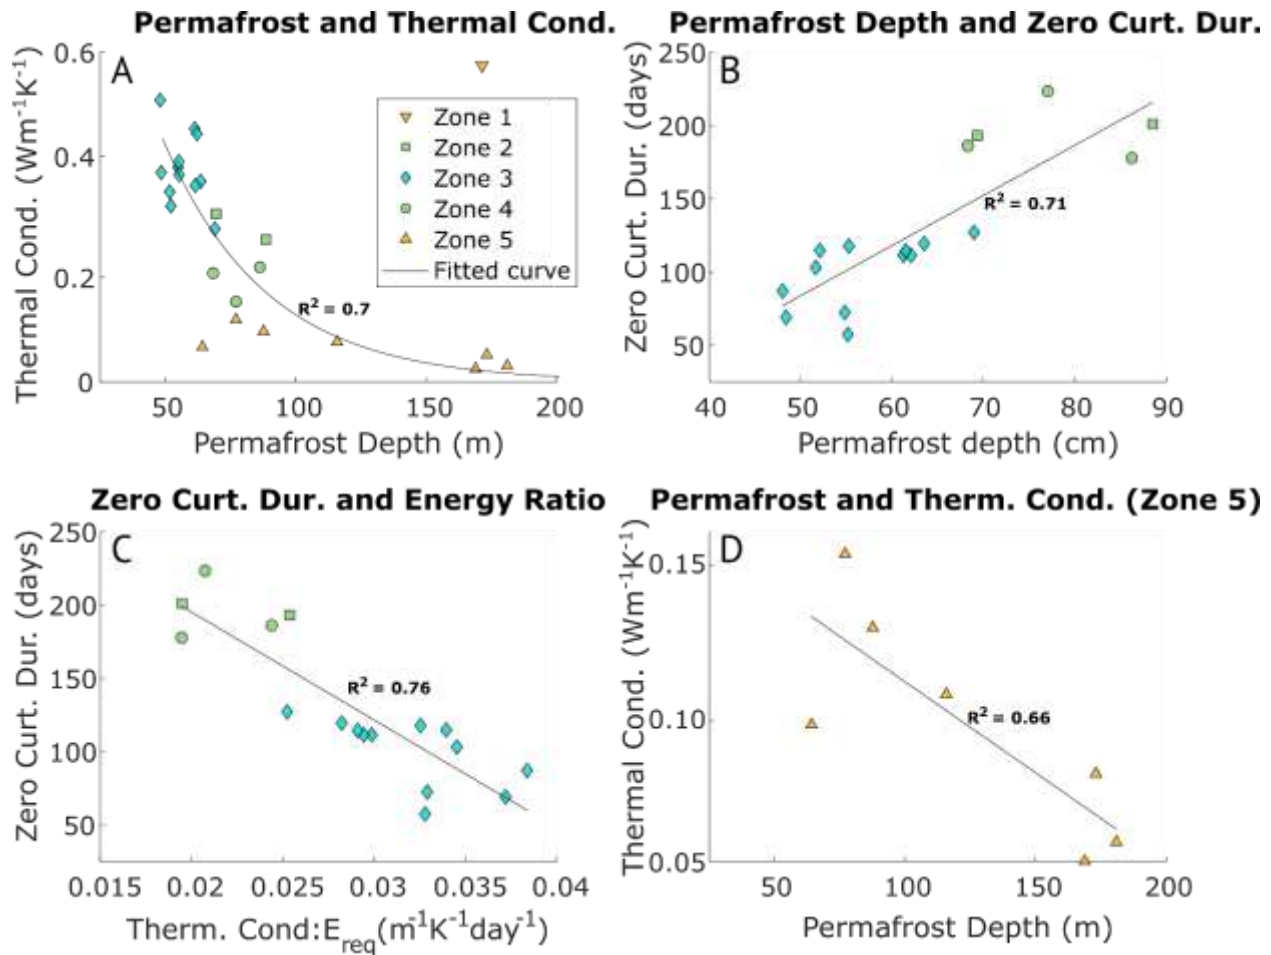 Permafrost and Thermal Cond.
A
Thermal Cond. (Wm⁻¹K⁻¹)
0.6
0.4
0.2
0
Zone 1
Zone 2
Zone 3
Zone 4
Zone 5
Fitted curve
R² = 0.7
50 100 150 200
Permafrost Depth (m)
Permafrost Depth and Zero Curt. Dur.
B
Zero Curt. Dur. (days)
250
200
150
100
50
R² = 0.71
40 50 60 70 80 90
Permafrost depth (cm)
Zero Curt. Dur. and Energy Ratio
C
Zero Curt. Dur. (days)
250
200
150
100
50
R² = 0.76
0.015 0.02 0.025 0.03 0.035 0.04
Therm. Cond:E_req(m⁻¹K⁻¹day⁻¹)
Permafrost and Therm. Cond. (Zone 5)
D
Thermal Cond. (Wm⁻¹K⁻¹)
0.15
0.10
0.05
R² = 0.66
50 100 150 200
Permafrost Depth (m)